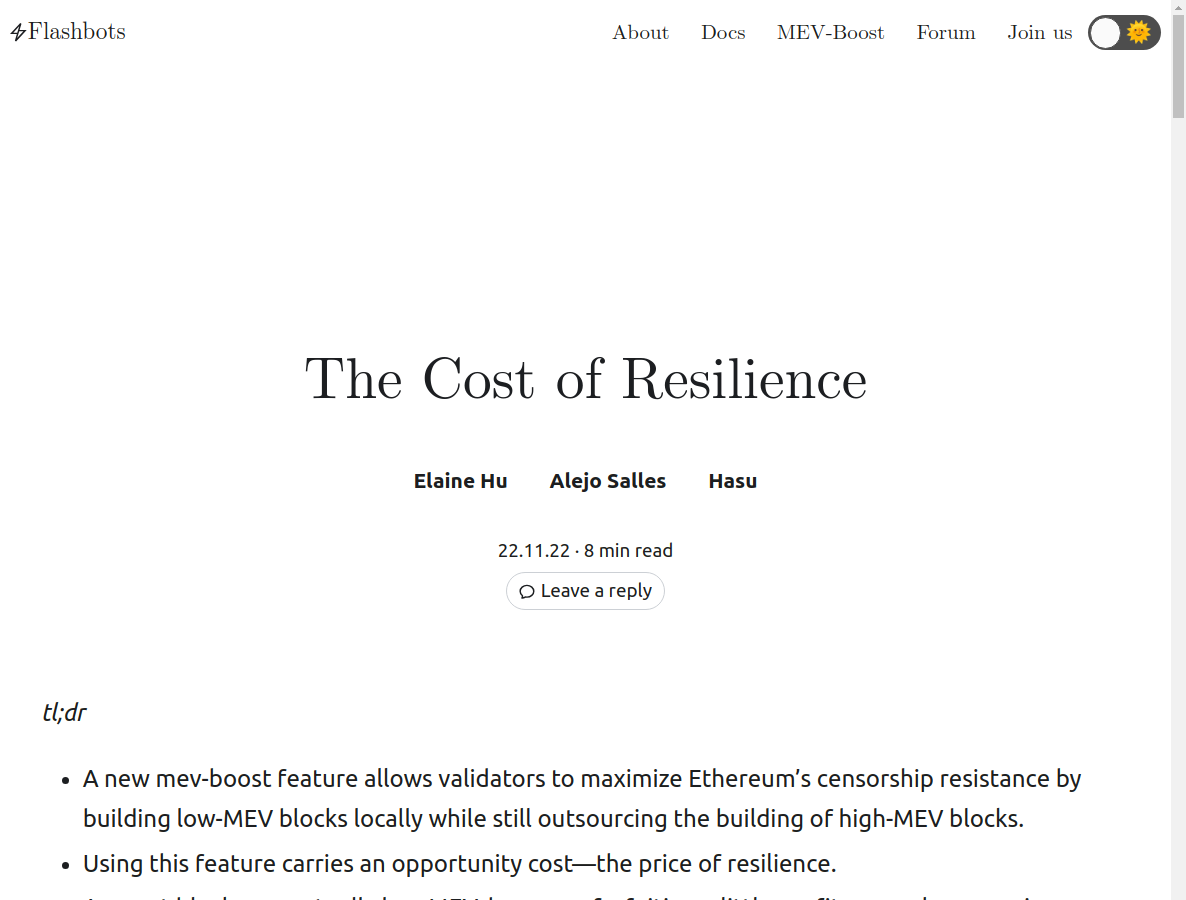 Flashbots
About Docs MEV-Boost Forum Join us
The Cost of Resilience
Elaine Hu Alejo Salles Hasu
22.11.22 · 8 min read
Leave a reply
tl;dr
• A new mev-boost feature allows validators to maximize Ethereum’s censorship resistance by
building low-MEV blocks locally while still outsourcing the building of high-MEV blocks.
• Using this feature carries an opportunity cost—the price of resilience.